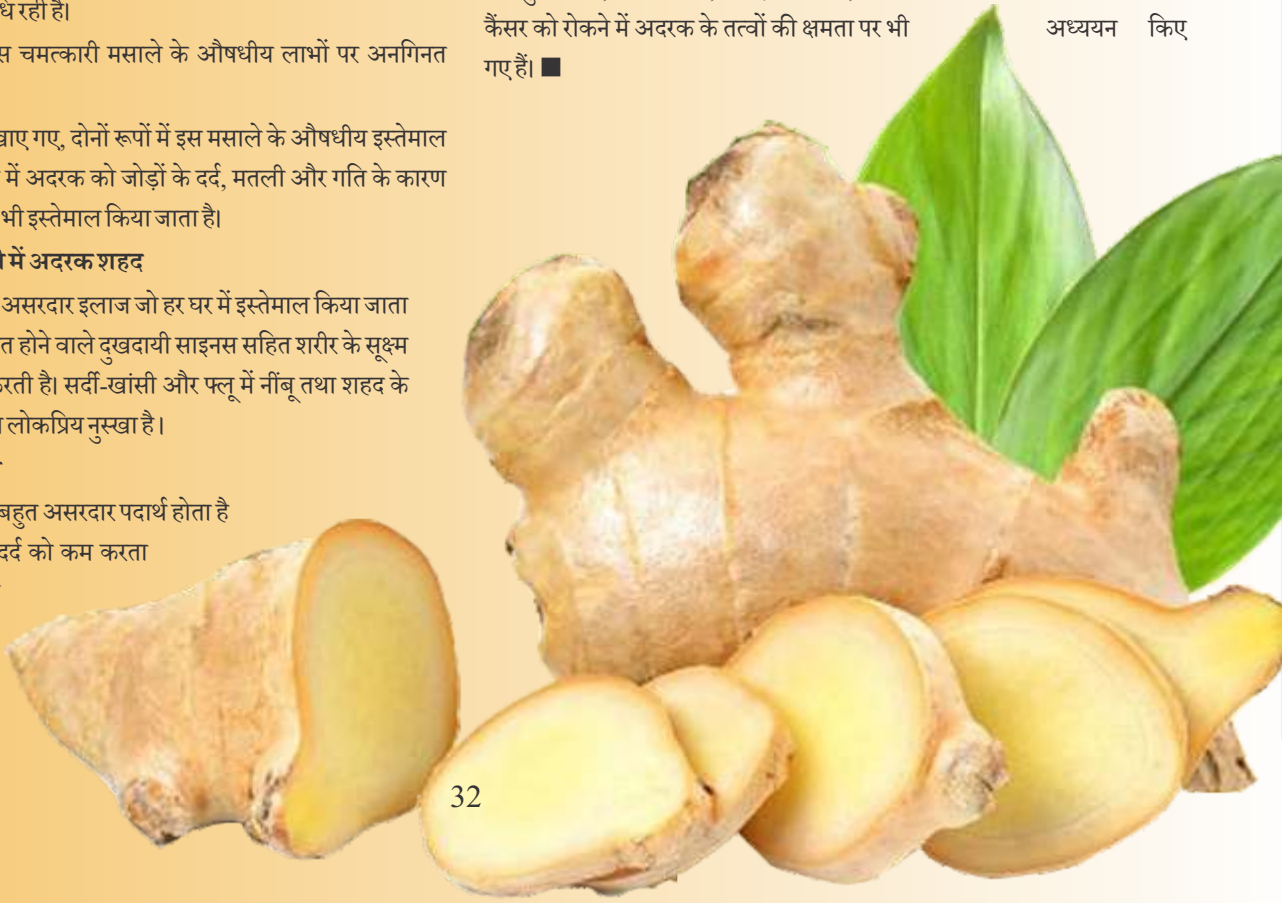 रही है।
चमत्कारी मसाले के औषधीय लाभों पर अनगिनत
गए, दोनों रूपों में इस मसाले के औषधीय इस्तेमाल
में अदरक को जोड़ों के दर्द, मतली और गति के कारण
भी इस्तेमाल किया जाता है।
में अदरक शहद
असरदार इलाज जो हर घर में इस्तेमाल किया जाता
होने वाले दुखदायी साइनस सहित शरीर के सूक्ष्म
करती है। सर्दी-खांसी और फ्लू में नींबू तथा शहद के
लोकप्रिय नुस्खा है।
बहुत असरदार पदार्थ होता है
दर्द को कम करता
कैंसर को रोकने में अदरक के तत्वों की क्षमता पर भी अध्ययन किए
गए हैं। ■
32